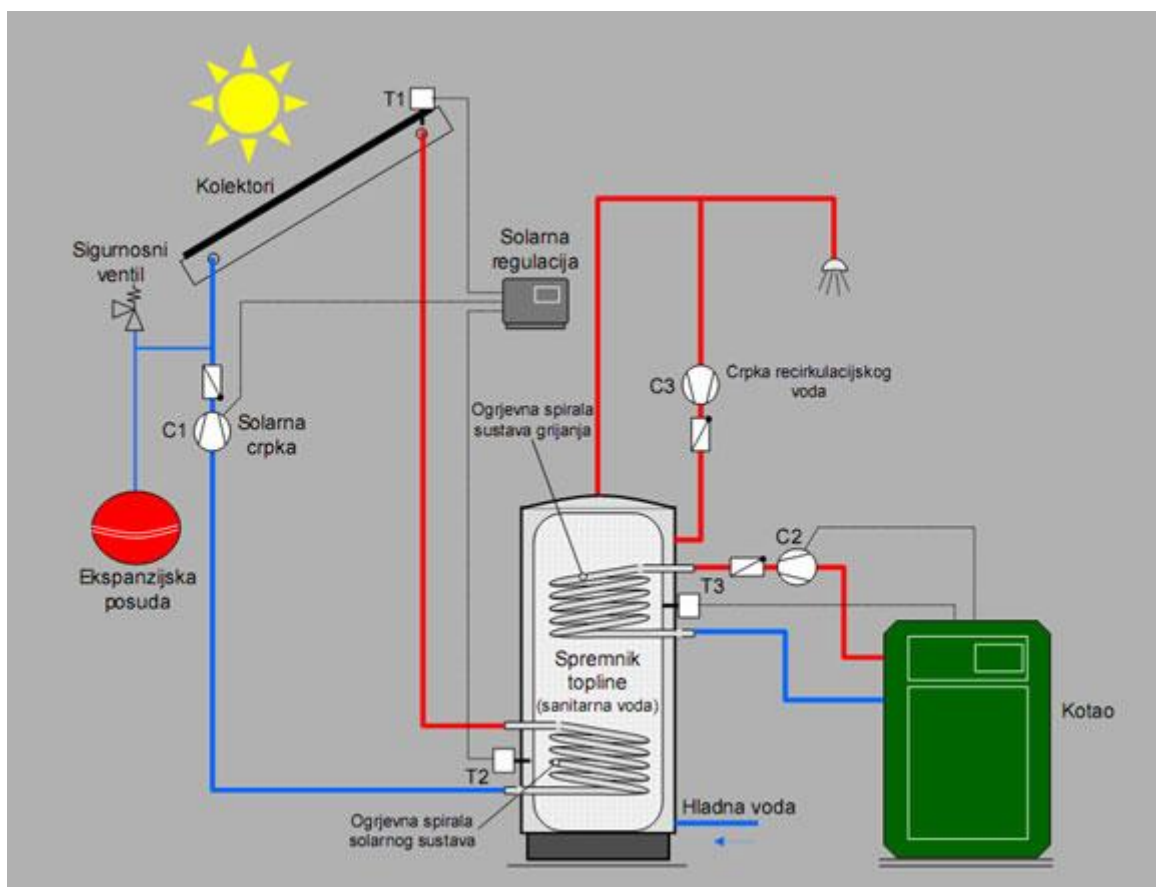 T1
Kolektori
Sigurnosni
ventil
Solarna
regulacija
C1
Solarna
crpka
C3
Crpka recirkulacijskog
voda
Ogrjevna spirala
sustava grijanja
Ekspanzijska
posuda
C2
T3
Spremnik
topline
(sanitarna voda)
Kotao
T2
Hladna voda
Ogrjevna spirala
solarnog sustava